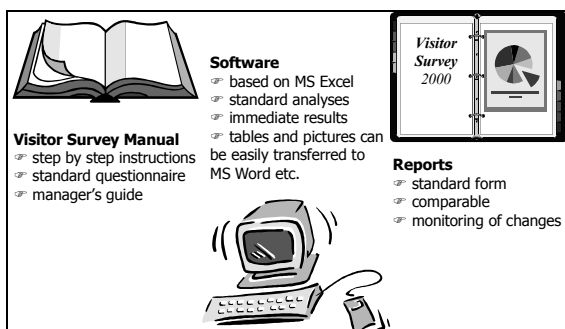 Visitor Survey Manual
☞ step by step instructions
☞ standard questionnaire
☞ manager's guide
Software
☞ based on MS Excel
☞ standard analyses
☞ immediate results
☞ tables and pictures can
be easily transferred to
MS Word etc.
Visitor
Survey
2000
Reports
☞ standard form
☞ comparable
☞ monitoring of changes